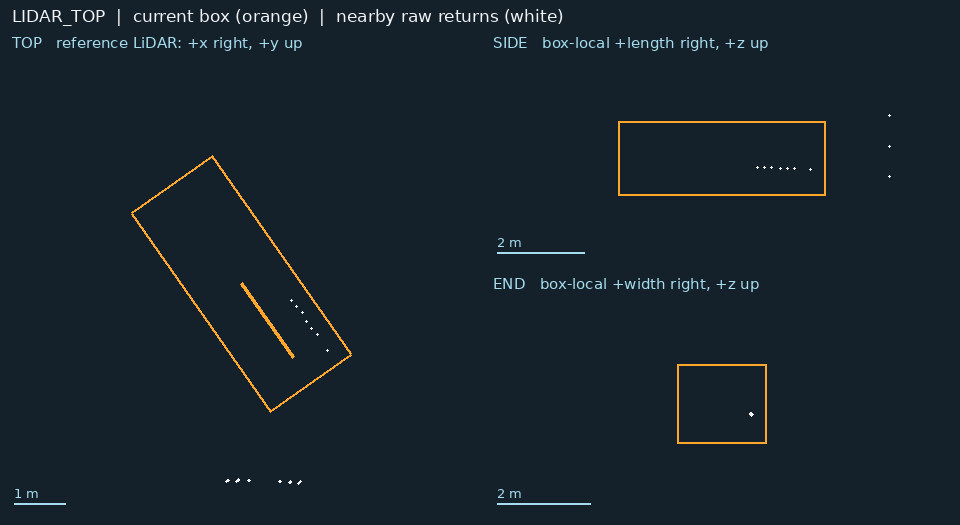 LIDAR_TOP | current box (orange) | nearby raw returns (white)
TOP reference LiDAR: +x right, +y up
SIDE box-local +length right, +z up
2 m
END box-local +width right, +z up
1 m
2 m